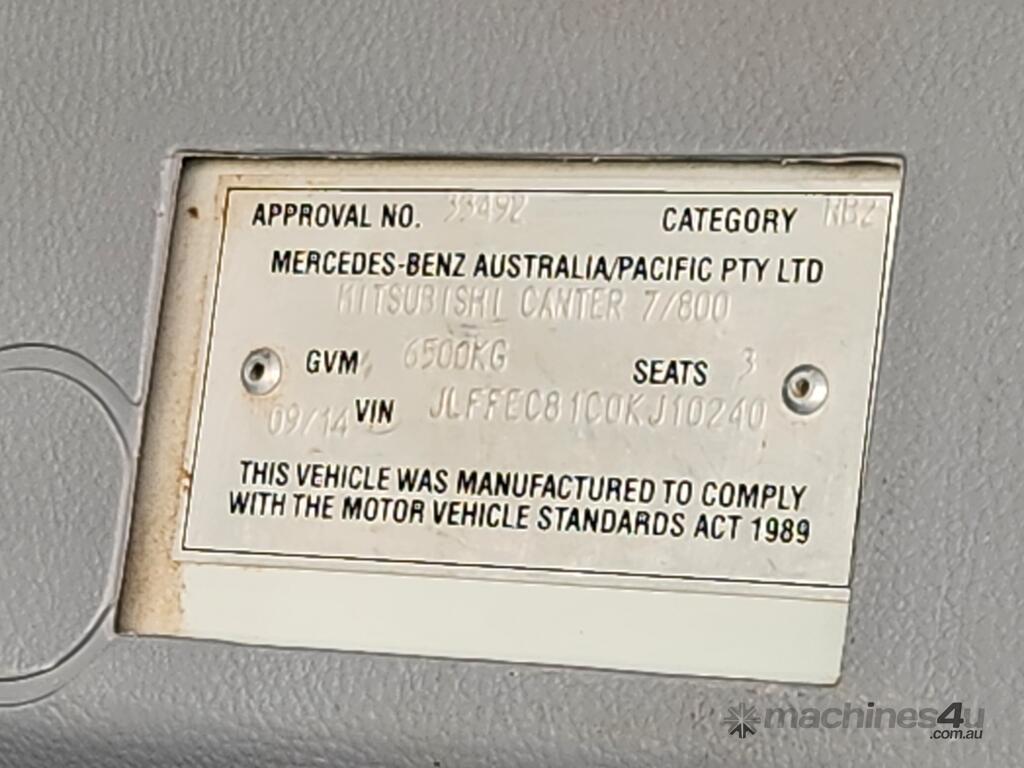 APPROVAL NO. 33492 CATEGORY NB2
MERCEDES-BENZ AUSTRALIA/PACIFIC PTY LTD
MITSUBISHI CANTER 7/800
GVM 6500KG SEATS 3
09/14 VIN JLFFEC81C0KJ10240
THIS VEHICLE WAS MANUFACTURED TO COMPLY
WITH THE MOTOR VEHICLE STANDARDS ACT 1989
machines4u
.com.au